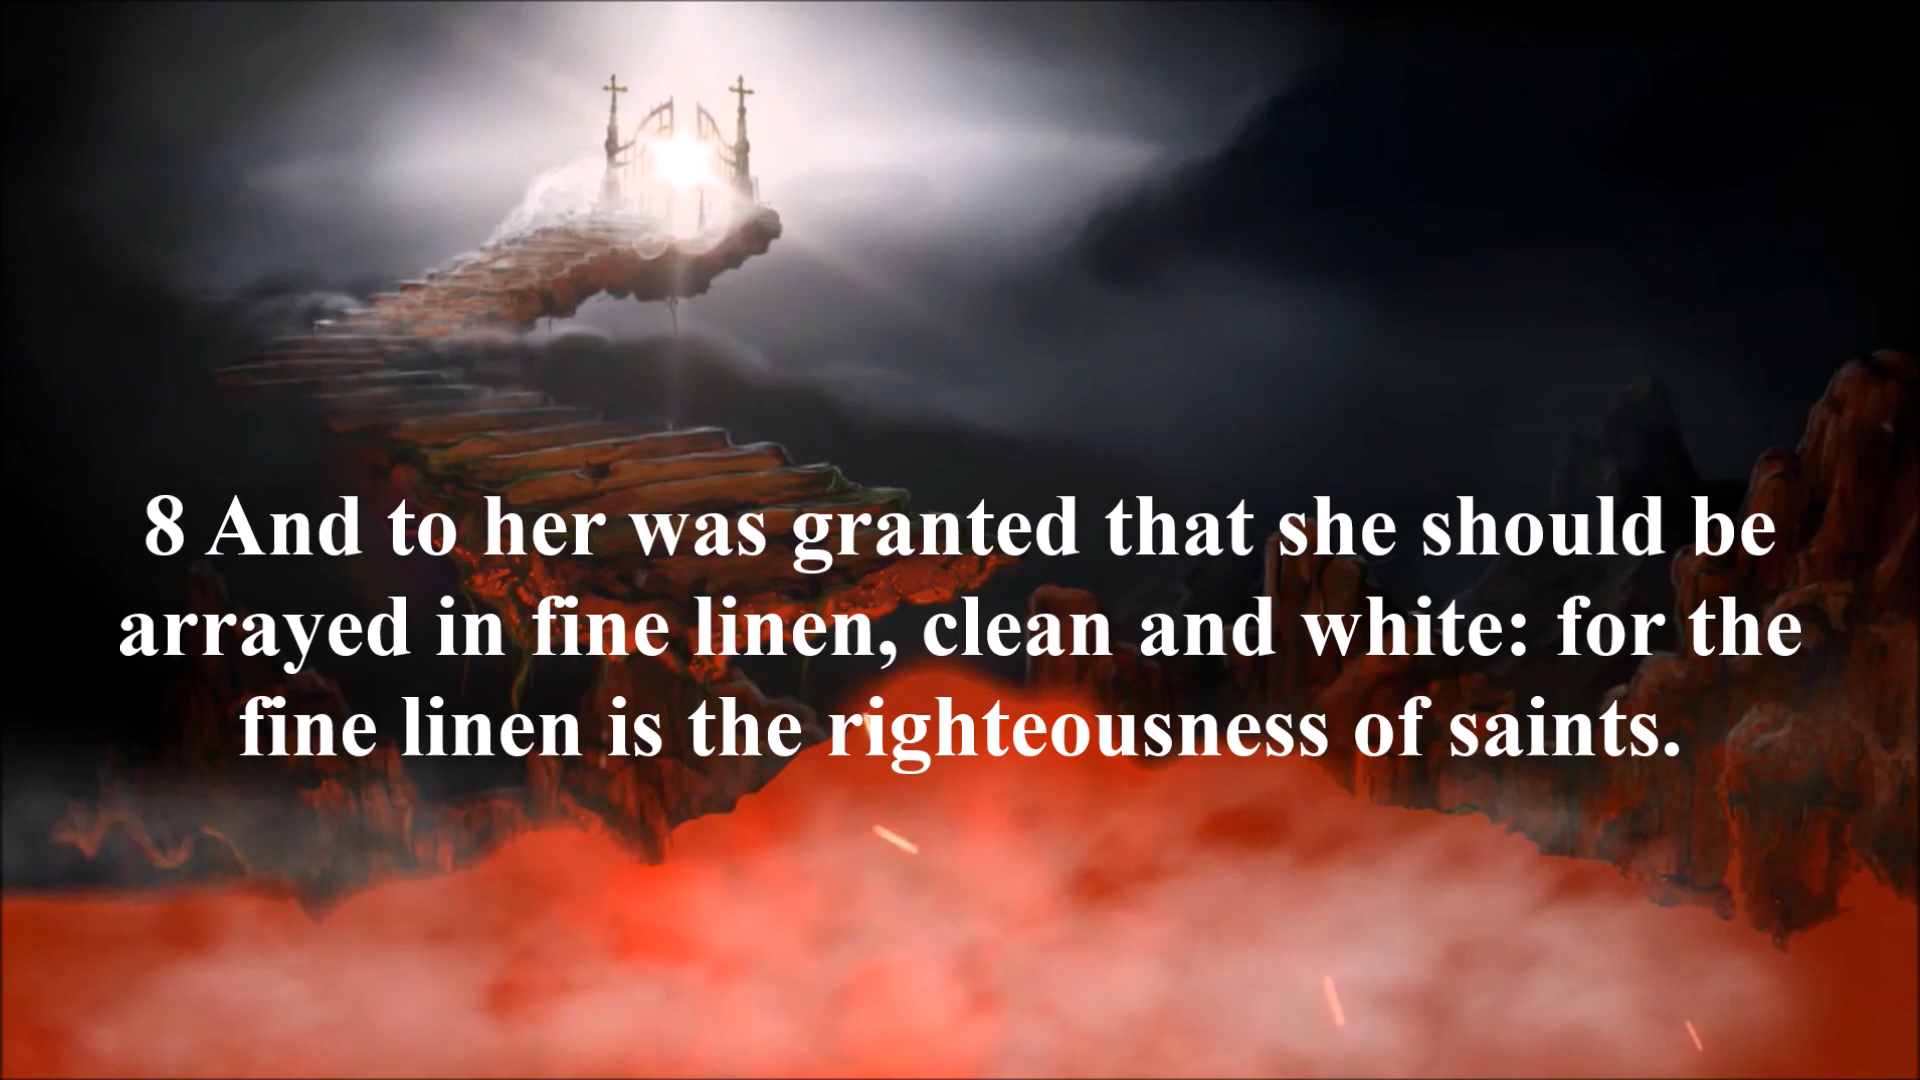 8 And to her was granted that she should be
arrayed in fine linen, clean and white: for the
fine linen is the righteousness of saints.